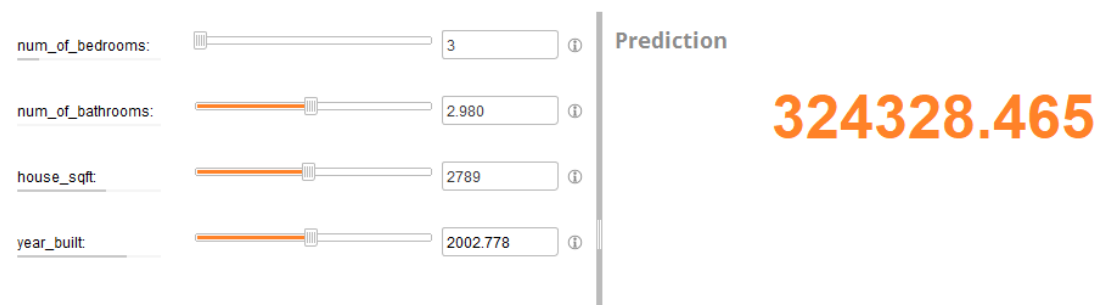 num_of_bedrooms: 3
num_of_bathrooms: 2.980
house_sqft: 2789
year_built: 2002.778
Prediction
324328.465